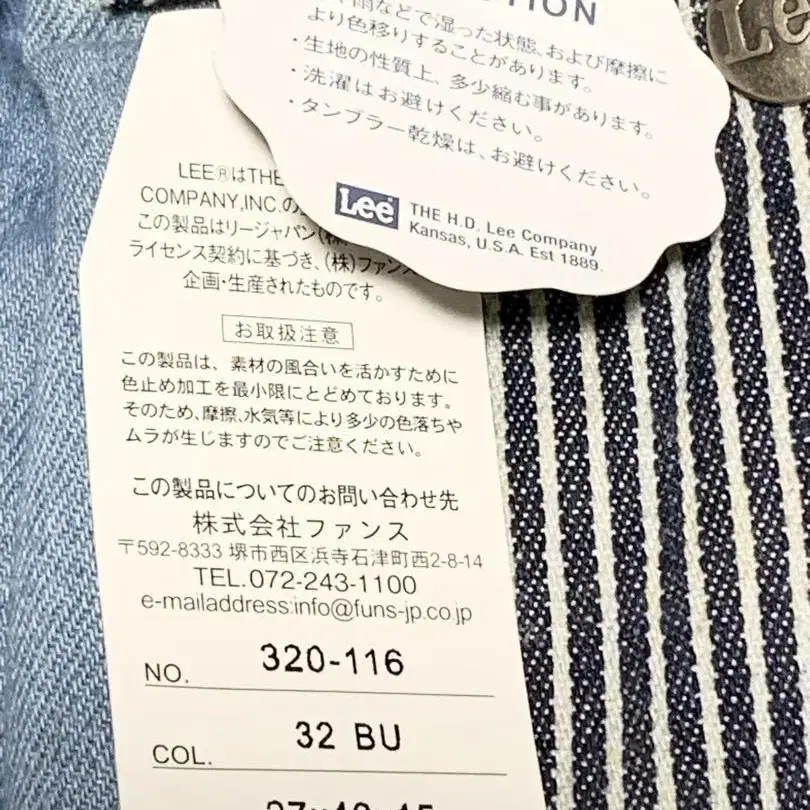 TION
雨などで湿った状態、および摩擦に
より色移りすることがあります。
・生地の性質上、多少縮む事があります。
・洗濯はお避けください。
・タンブラー乾燥は、お避けください。
Lee
THE H.D. Lee Company
Kansas, U.S.A. Est 1889.
Lee
LEE®はTHE
COMPANY,INC.の
この製品はリージャパン(株
ライセンス契約に基づき、(株)ファンス
企画・生産されたものです。
お取扱注意
この製品は、素材の風合いを活かすために
色止め加工を最小限にとどめております。
そのため、摩擦、水気等により多少の色落ちや
ムラが生じますのでご注意ください。
この製品についてのお問い合わせ先
株式会社ファンス
〒592-8333 堺市西区浜寺石津町西2-8-14
TEL.072-243-1100
e-mailaddress:info@funs-jp.co.jp
NO. 320-116
COL. 32 BU